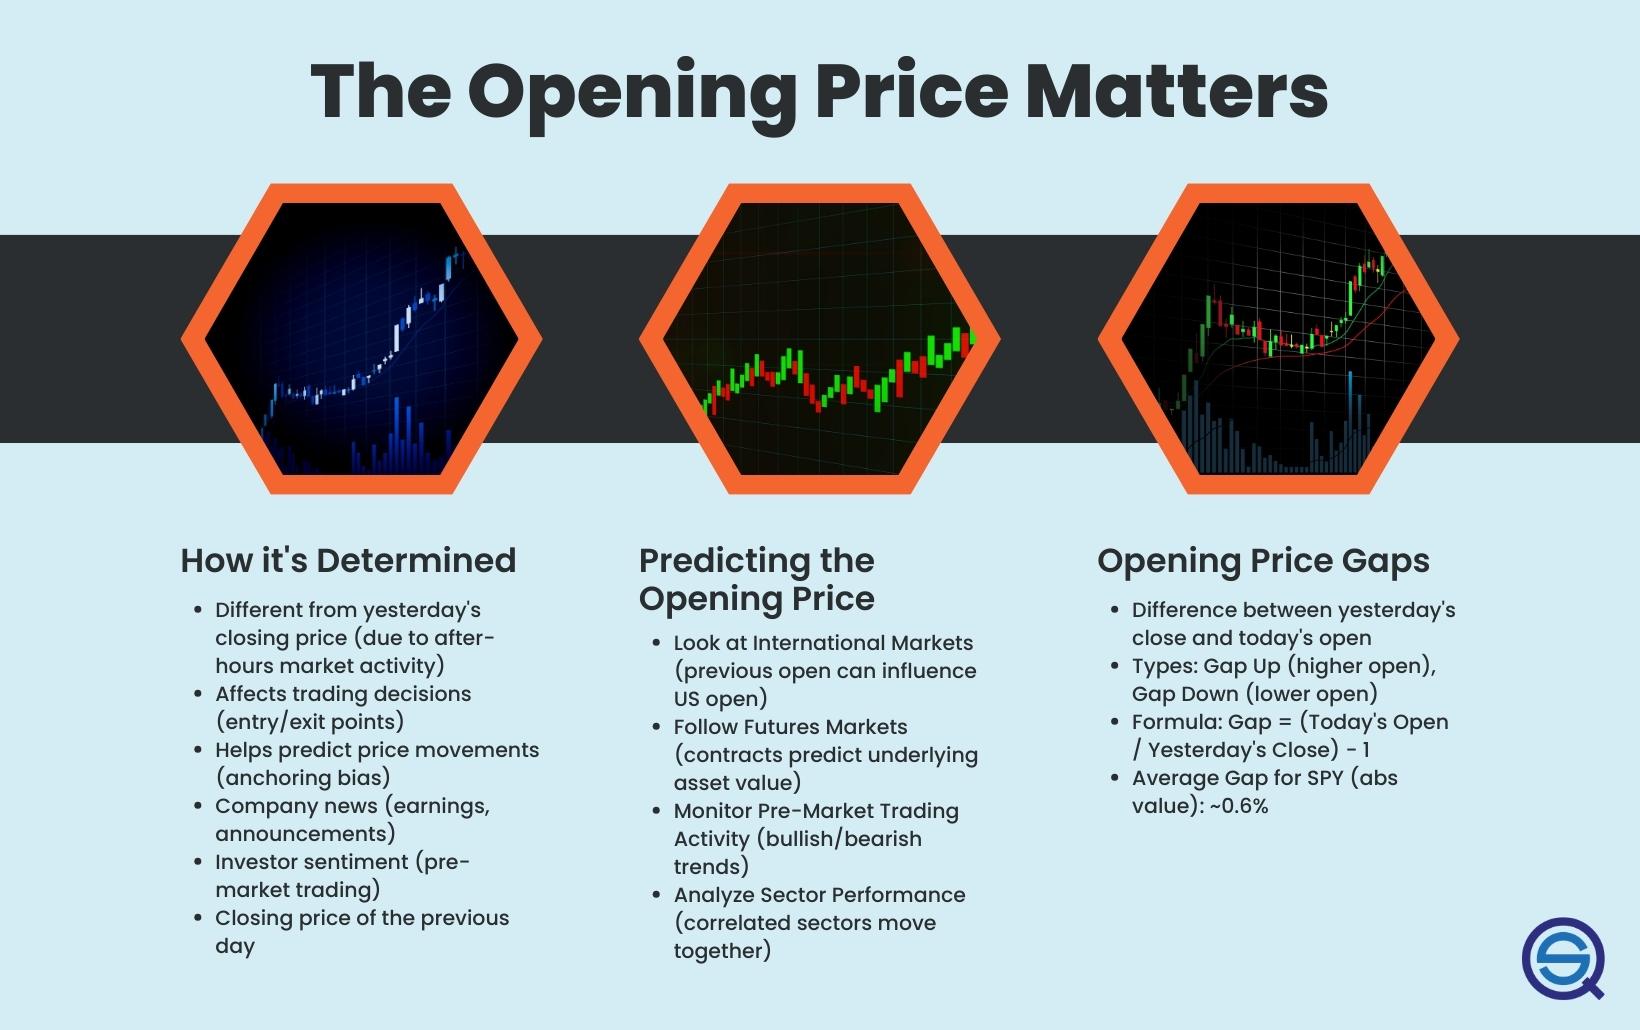 The Opening Price Matters
How it's Determined
• Different from yesterday's
closing price (due to after-
hours market activity)
• Affects trading decisions
(entry/exit points)
• Helps predict price movements
(anchoring bias)
• Company news (earnings,
announcements)
• Investor sentiment (pre-
market trading)
• Closing price of the previous
day
Predicting the
Opening Price
• Look at International Markets
(previous open can influence
US open)
• Follow Futures Markets
(contracts predict underlying
asset value)
• Monitor Pre-Market Trading
Activity (bullish/bearish
trends)
• Analyze Sector Performance
(correlated sectors move
together)
Opening Price Gaps
• Difference between yesterday's
close and today's open
• Types: Gap Up (higher open),
Gap Down (lower open)
• Formula: Gap = (Today's Open
/ Yesterday's Close) - 1
• Average Gap for SPY (abs
value): ~0.6%